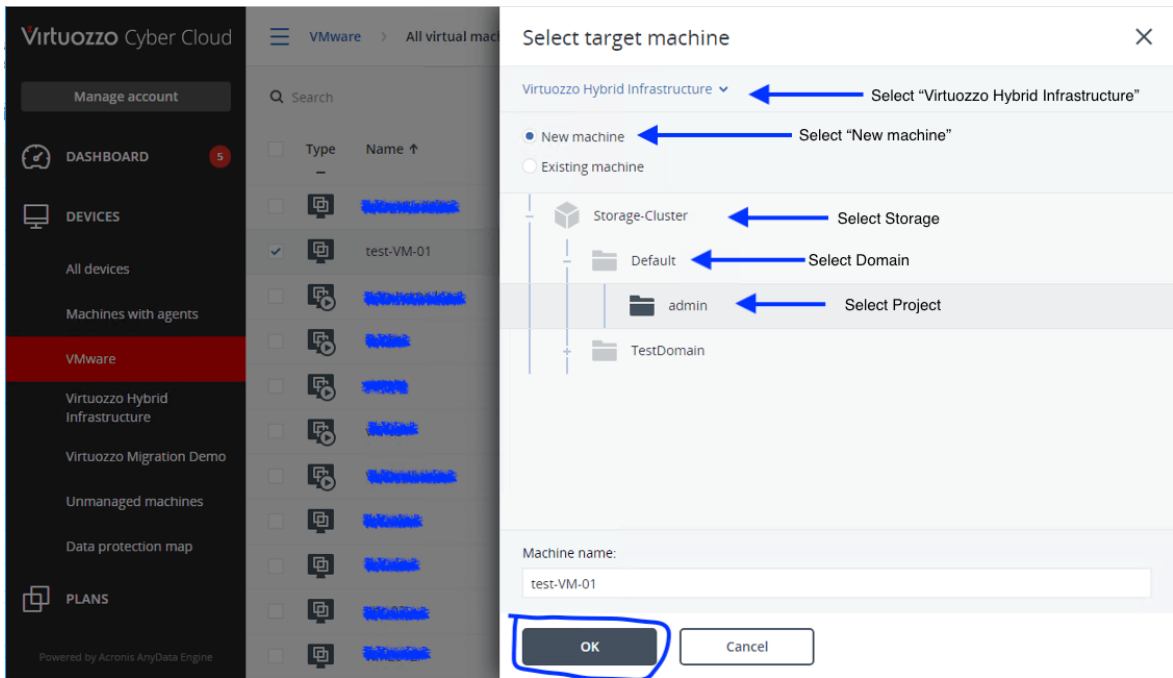 Virtuozzo Cyber Cloud
Manage account
DASHBOARD
5
DEVICES
All devices
Machines with agents
VMware
Virtuozzo Hybrid
Infrastructure
Virtuozzo Migration Demo
Unmanaged machines
Data protection map
PLANS
Powered by Acronis AnyData Engine
VMware > All virtual mac
Search
Type Name ↑
test-VM-01
Select target machine
Virtuozzo Hybrid Infrastructure
Select “Virtuozzo Hybrid Infrastructure”
New machine
Select “New machine”
Existing machine
Storage-Cluster
Select Storage
Default
Select Domain
admin
Select Project
TestDomain
Machine name:
test-VM-01
OK
Cancel